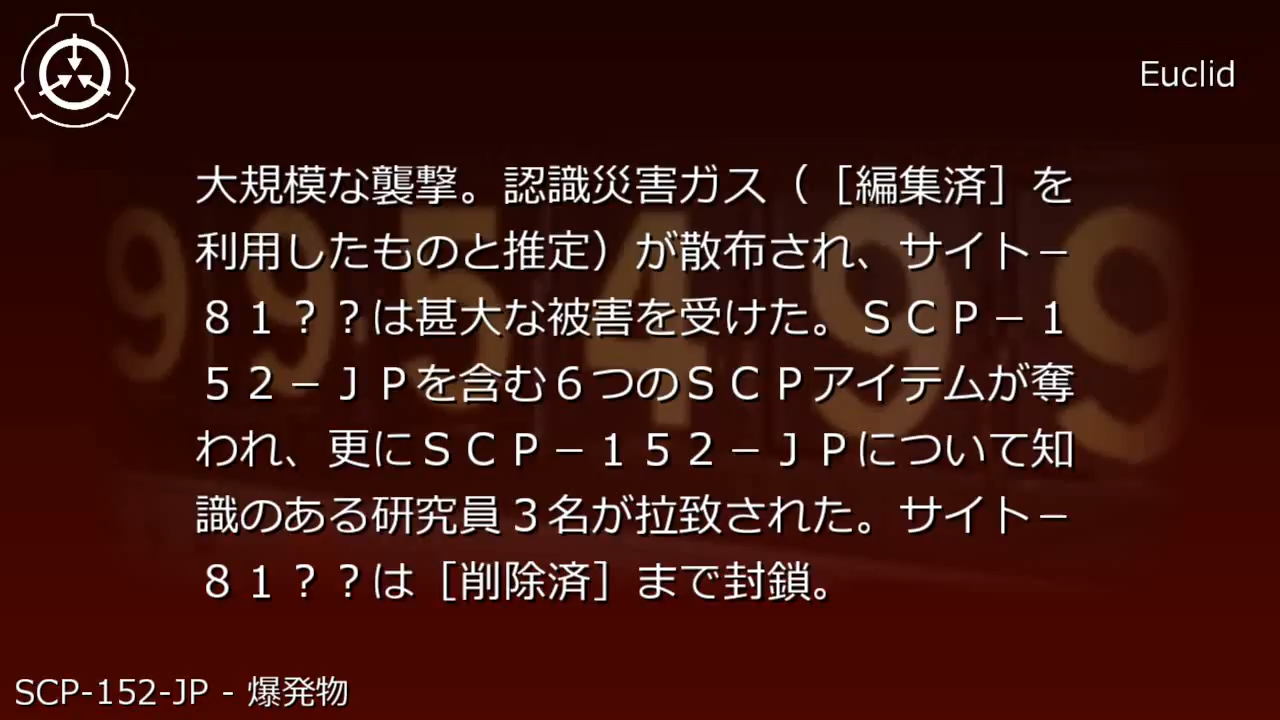 Euclid
大規模な襲撃。認識災害ガス（［編集済］を
利用したものと推定）が散布され、サイト－
８１？？は甚大な被害を受けた。ＳＣＰ－１
５２－ＪＰを含む６つのＳＣＰアイテムが奪
われ、更にＳＣＰ－１５２－ＪＰについて知
識のある研究員３名が拉致された。サイト－
８１？？は［削除済］まで封鎖。
995499
SCP-152-JP - 爆発物